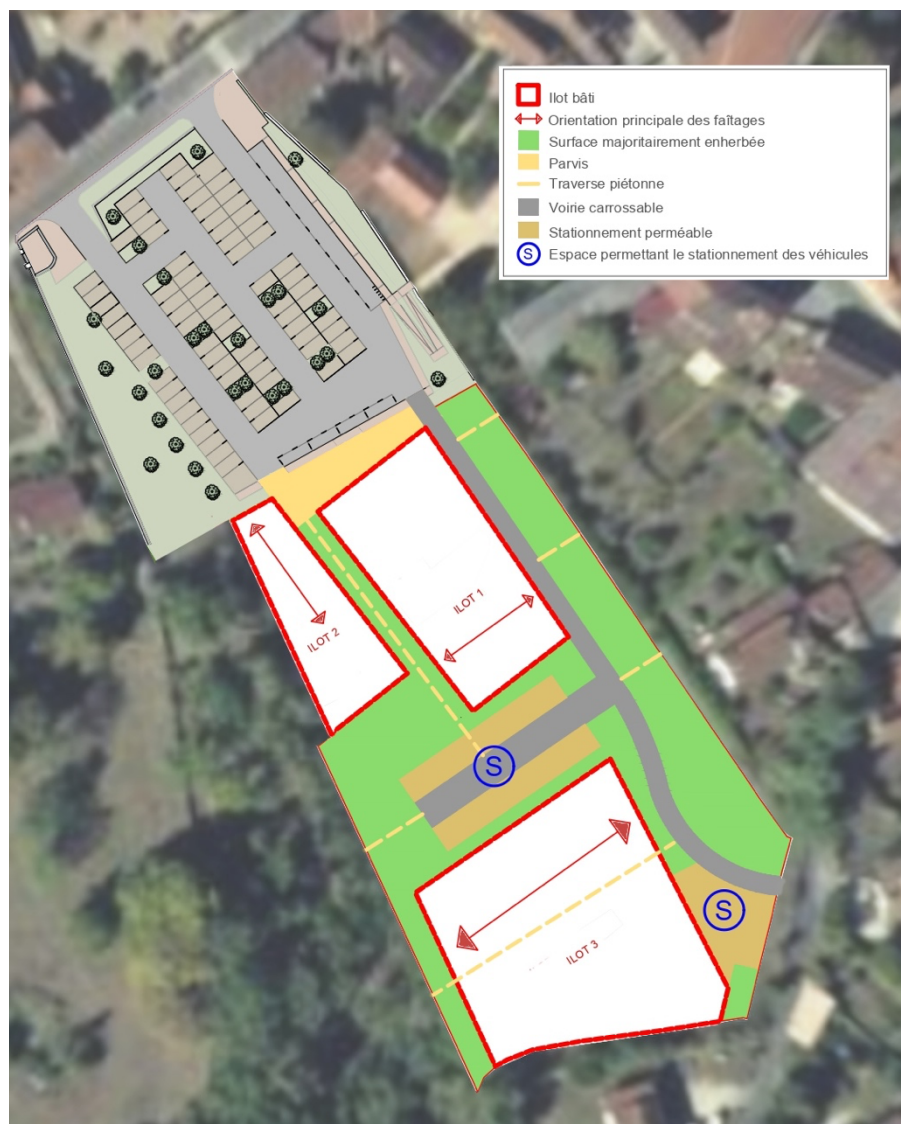 Ilot bâti
Orientation principale des faîtages
Surface majoritairement enherbée
Parvis
Traverse piétonne
Voirie carrossable
Stationnement perméable
S Espace permettant le stationnement des véhicules
ILOT 1
ILOT 2
S
S
ILOT 3